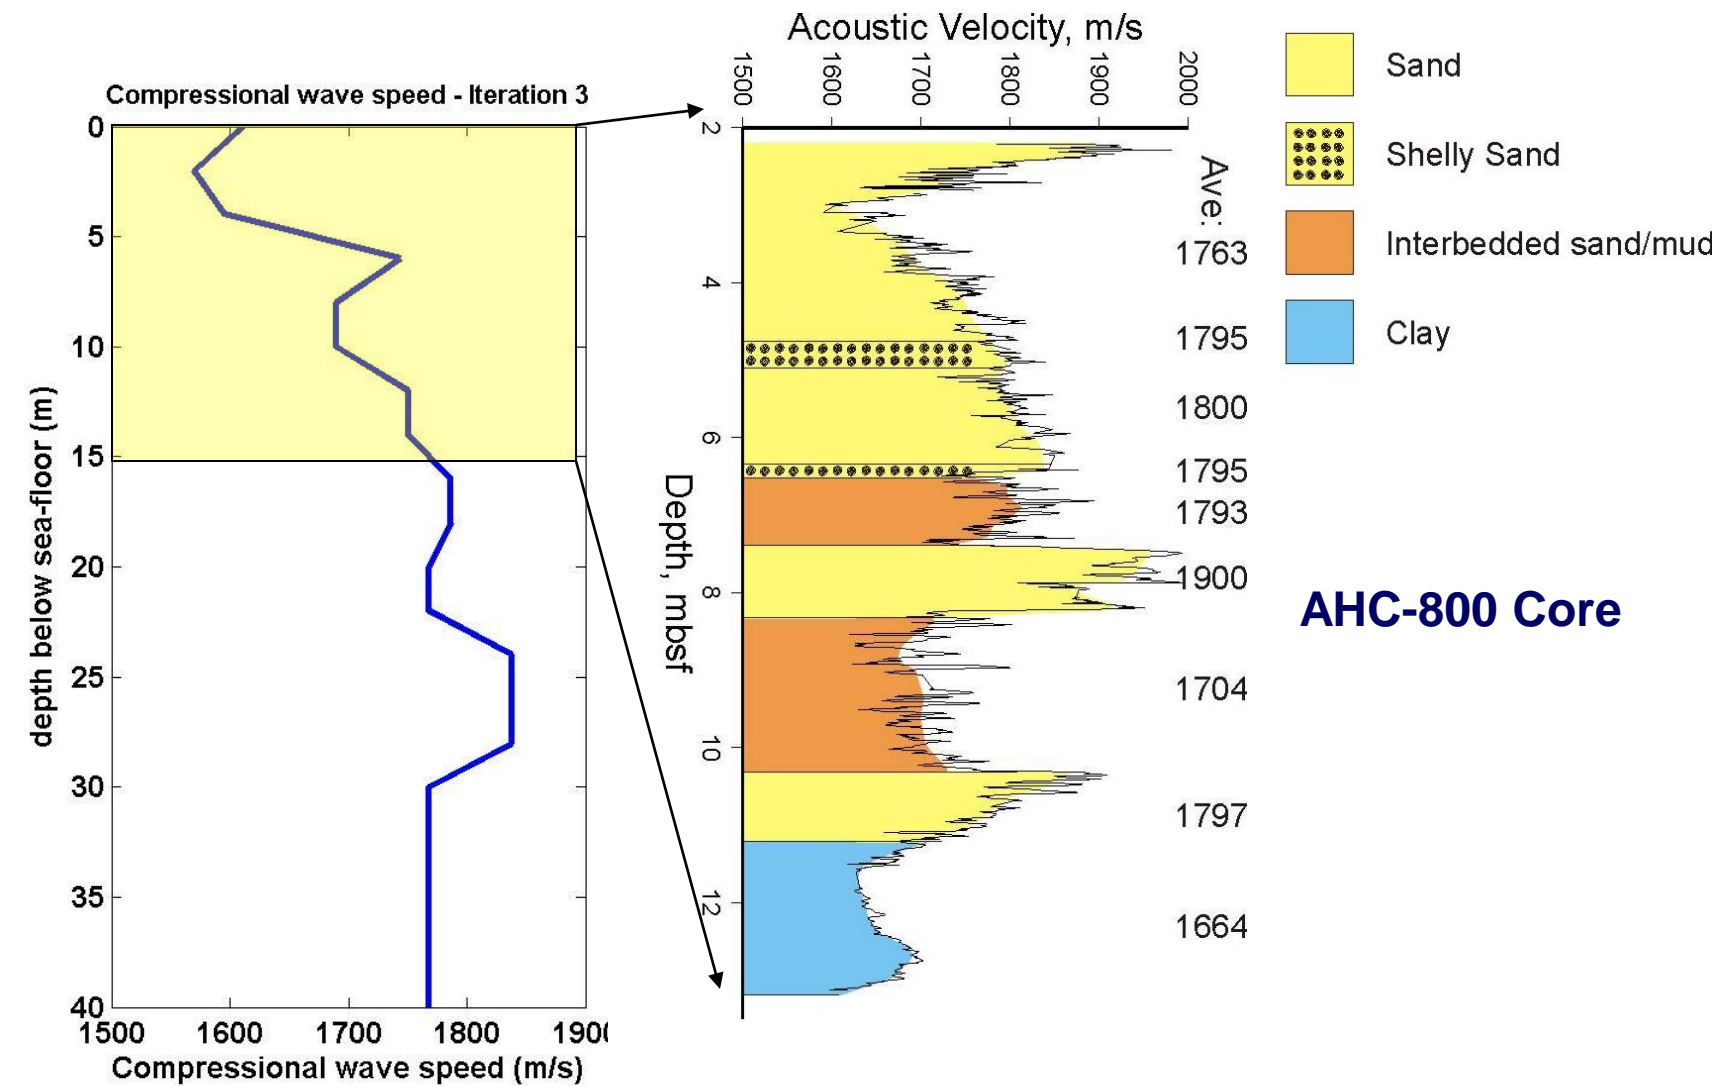 Compressional wave speed - Iteration 3
0
5
10
15
20
25
30
35
40
depth below sea-floor (m)
1500 1600 1700 1800
Compressional wave speed (m/s)
Acoustic Velocity, m/s
1500 1600 1700 1800 1900 2000
2
4
6
8
10
12
Depth, mbsf
Ave:
1763
1795
1800
1795
1793
1900
1704
1797
1664
Sand
Shelly Sand
Interbedded sand/mud
Clay
AHC-800 Core